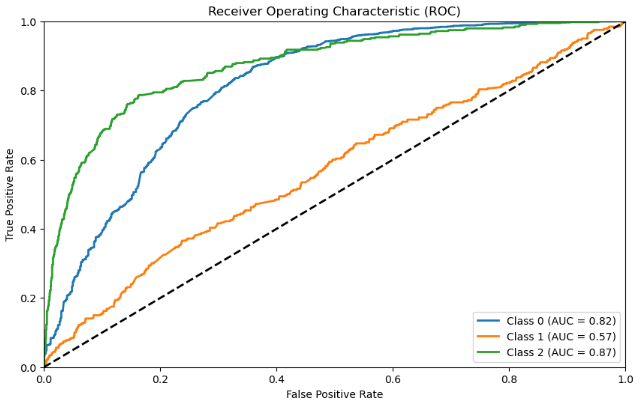 Receiver Operating Characteristic (ROC)
1.0
0.8
0.6
0.4
0.2
0.0
True Positive Rate
0.0 0.2 0.4 0.6 0.8 1.0
False Positive Rate
Class 0 (AUC = 0.82)
Class 1 (AUC = 0.57)
Class 2 (AUC = 0.87)